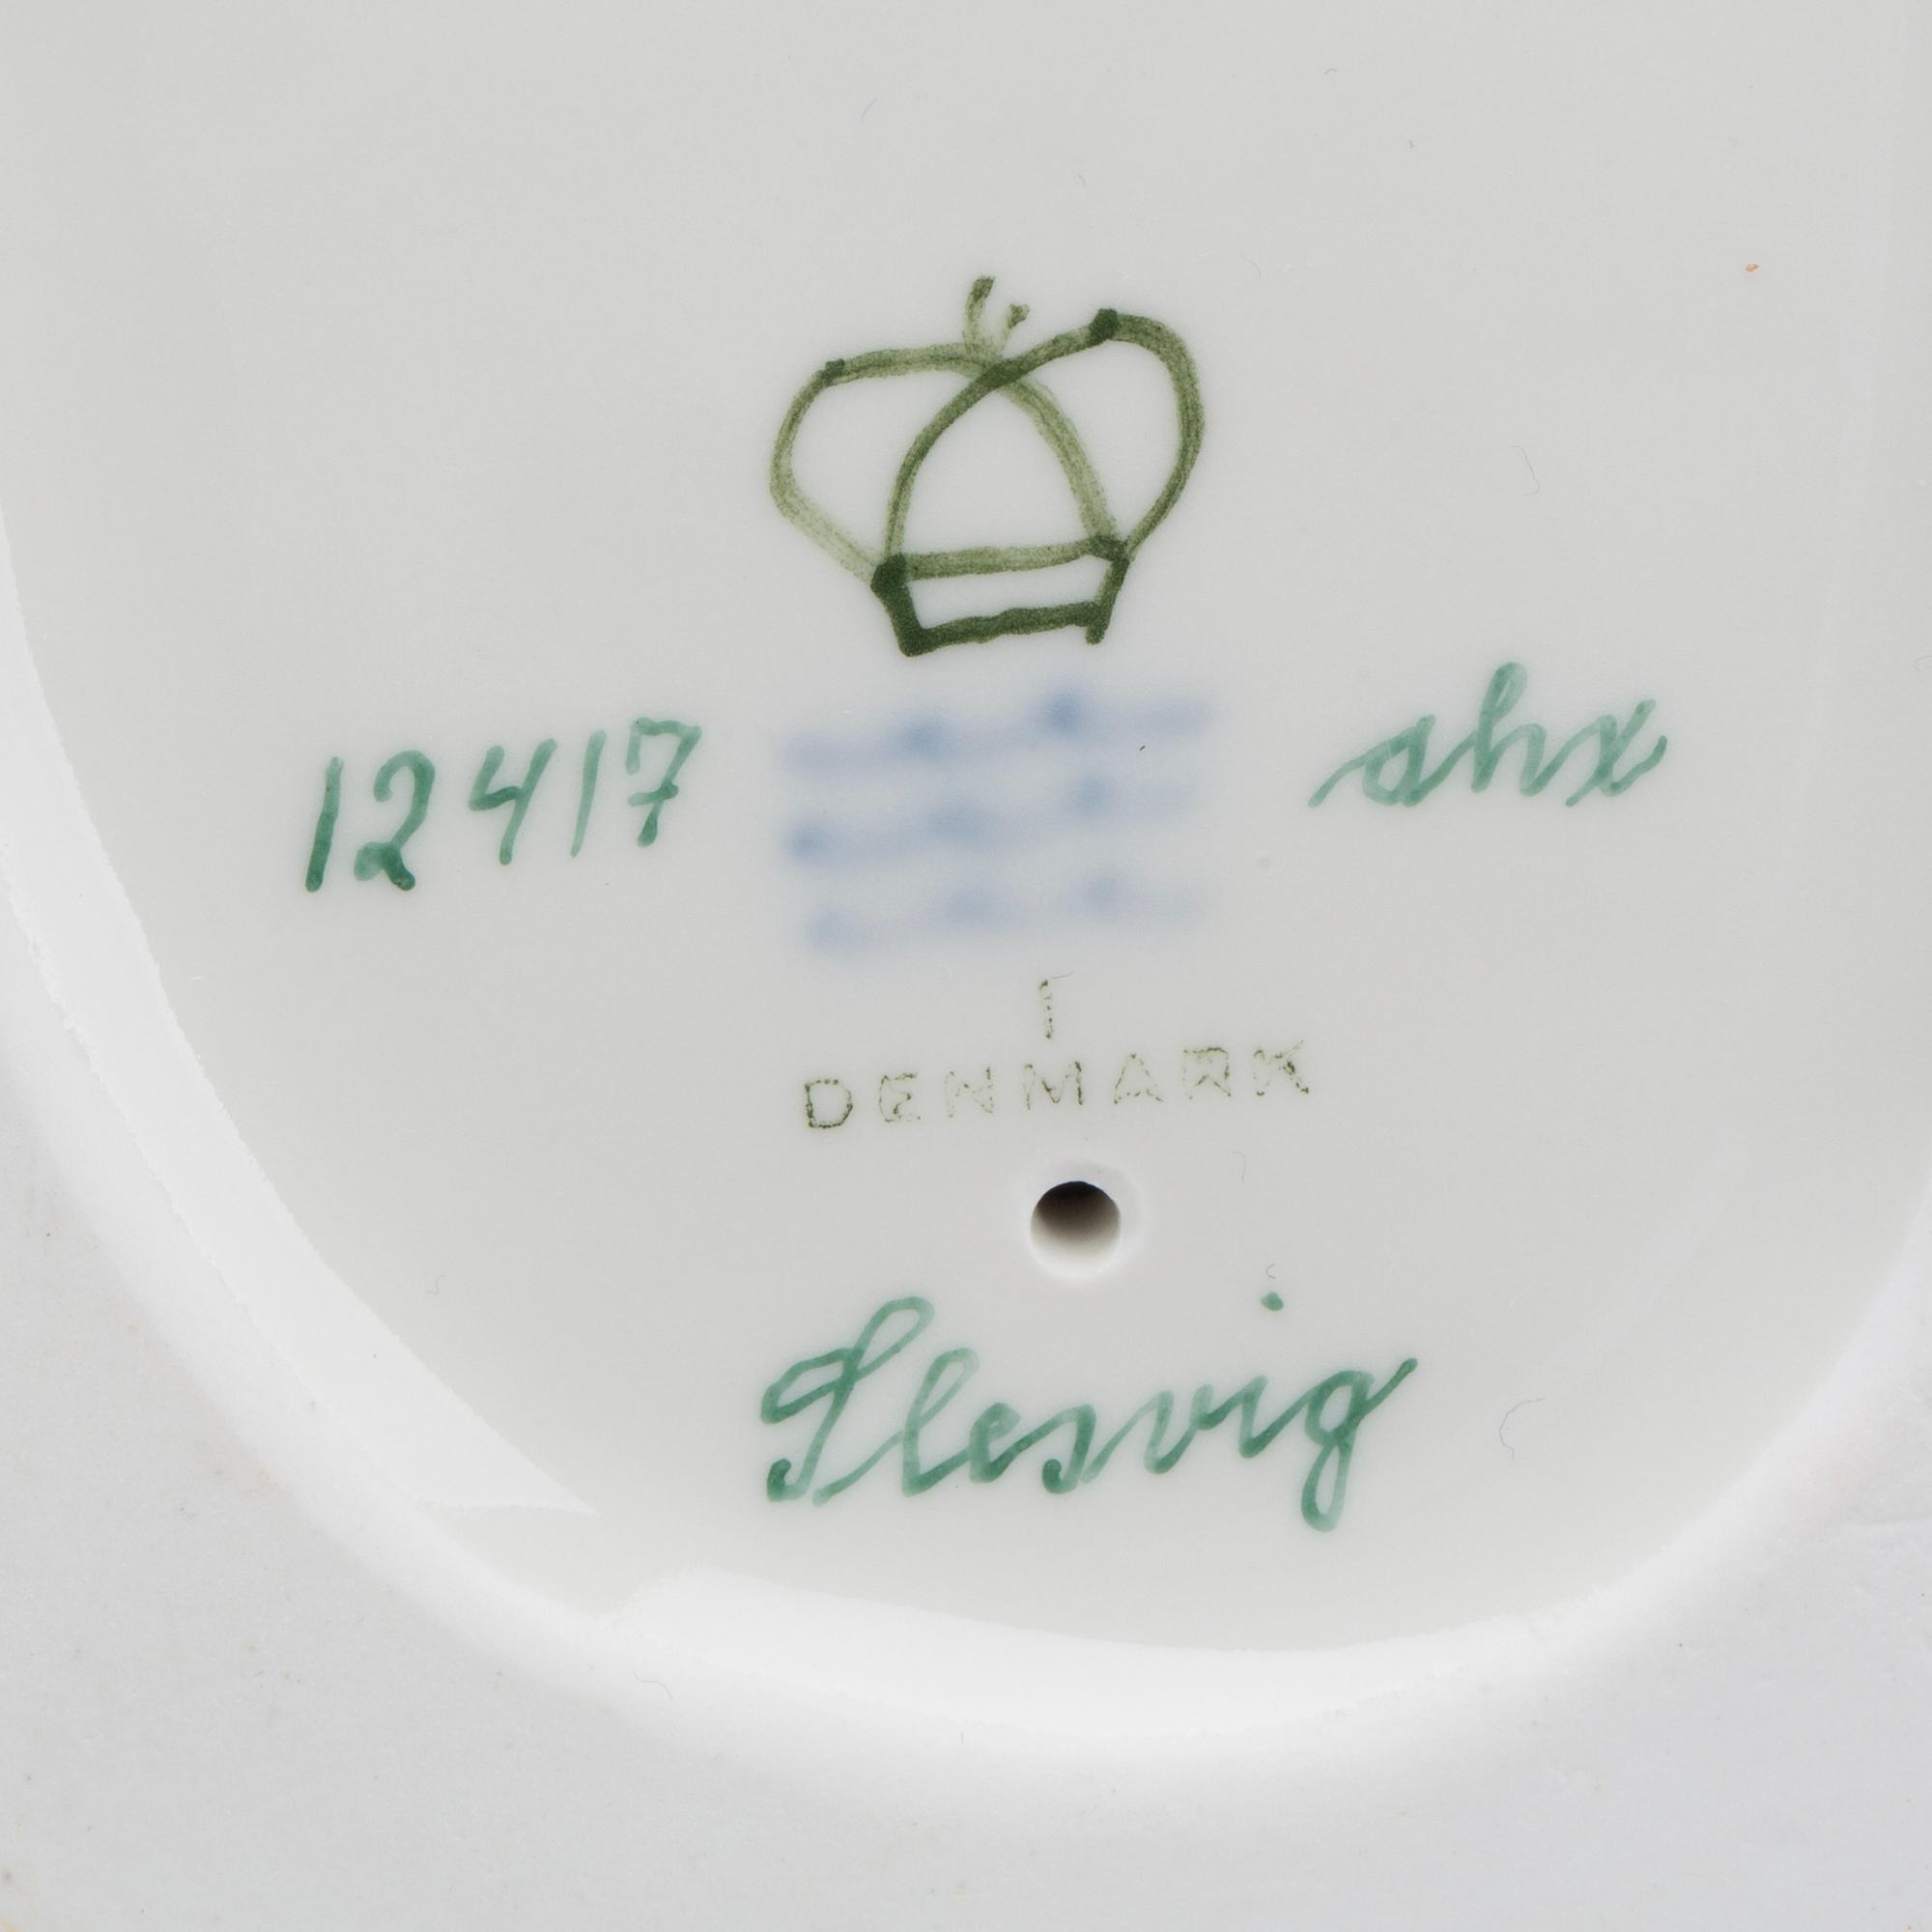 12417 ahx
I
DENMARK
Slesvig